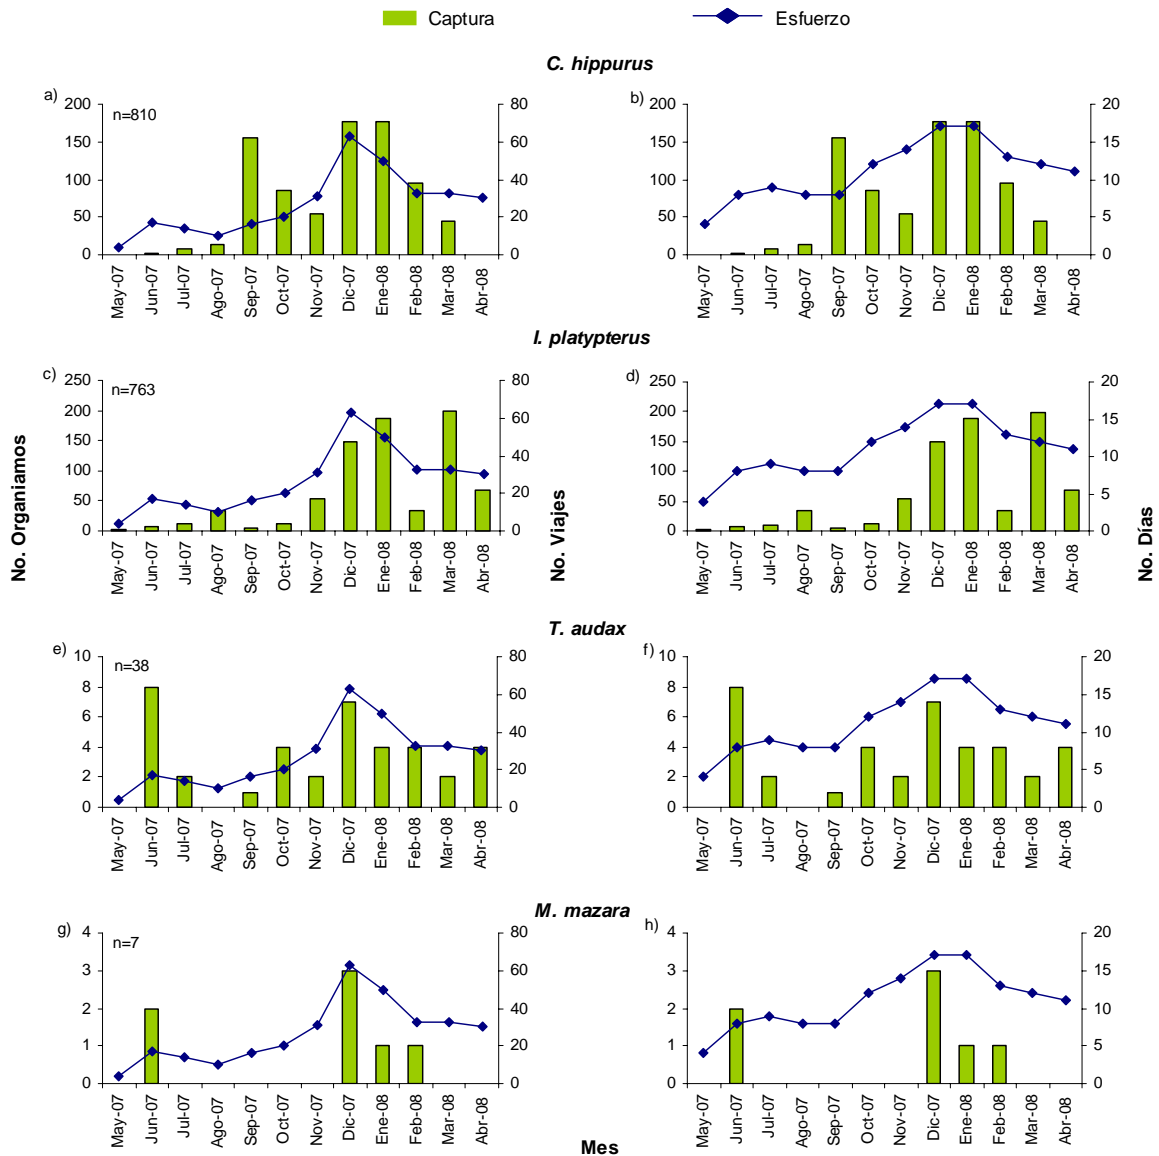 Captura Esfuerzo
C. hippurus
a) b)
n=810
200 150 100 50 0
80 60 40 20 0
200 150 100 50 0
20 15 10 5 0
May-07 Jun-07 Jul-07 Ago-07 Sep-07 Oct-07 Nov-07 Dic-07 Ene-08 Feb-08 Mar-08 Abr-08
May-07 Jun-07 Jul-07 Ago-07 Sep-07 Oct-07 Nov-07 Dic-07 Ene-08 Feb-08 Mar-08 Abr-08
I. platypterus
c) d)
n=763
250 200 150 100 50 0
80 60 40 20 0
250 200 150 100 50 0
20 15 10 5 0
May-07 Jun-07 Jul-07 Ago-07 Sep-07 Oct-07 Nov-07 Dic-07 Ene-08 Feb-08 Mar-08 Abr-08
May-07 Jun-07 Jul-07 Ago-07 Sep-07 Oct-07 Nov-07 Dic-07 Ene-08 Feb-08 Mar-08 Abr-08
No. Organiamos
No. Viajes
No. Días
T. audax
e) f)
n=38
10 8 6 4 2 0
80 60 40 20 0
10 8 6 4 2 0
20 15 10 5 0
May-07 Jun-07 Jul-07 Ago-07 Sep-07 Oct-07 Nov-07 Dic-07 Ene-08 Feb-08 Mar-08 Abr-08
May-07 Jun-07 Jul-07 Ago-07 Sep-07 Oct-07 Nov-07 Dic-07 Ene-08 Feb-08 Mar-08 Abr-08
M. mazara
g) h)
n=7
4 3 2 1 0
80 60 40 20 0
4 3 2 1 0
20 15 10 5 0
May-07 Jun-07 Jul-07 Ago-07 Sep-07 Oct-07 Nov-07 Dic-07 Ene-08 Feb-08 Mar-08 Abr-08
May-07 Jun-07 Jul-07 Ago-07 Sep-07 Oct-07 Nov-07 Dic-07 Ene-08 Feb-08 Mar-08 Abr-08
Mes